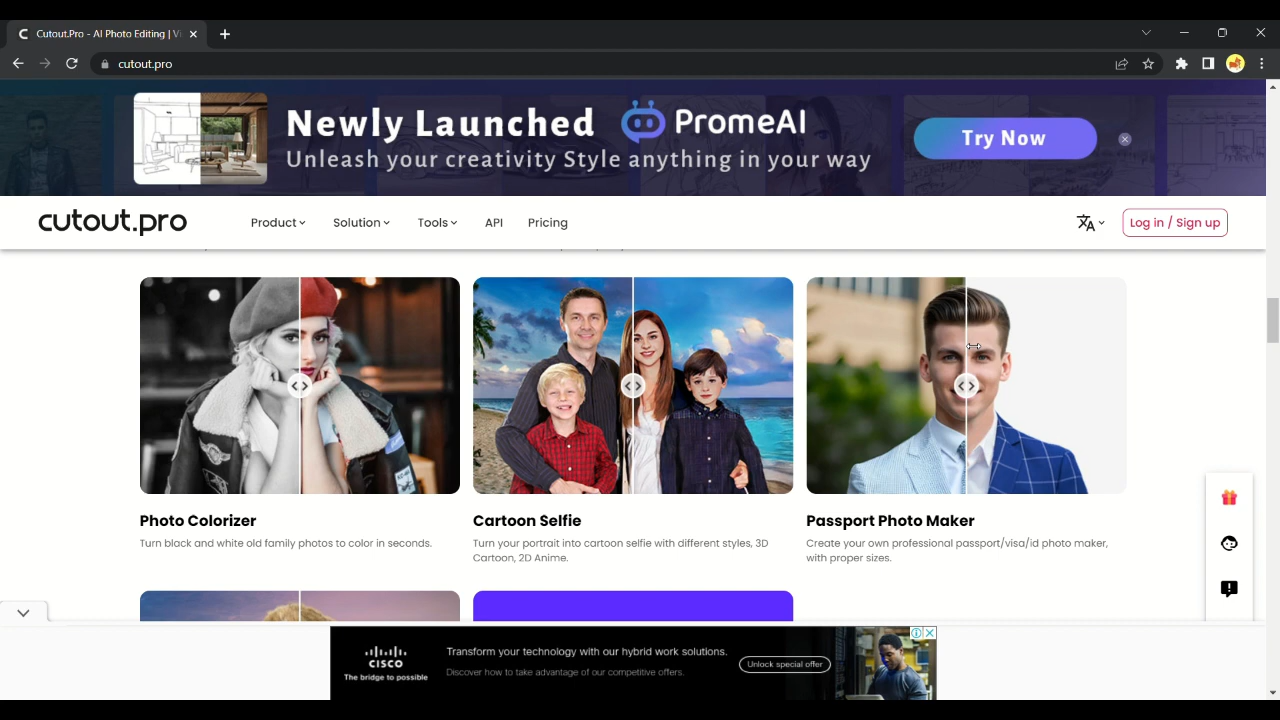 Cutout.Pro - AI Photo Editing | Vi
cutout.pro
Newly Launched PromeAI
Unleash your creativity Style anything in your way
Try Now
cutout.pro
Product
Solution
Tools
API
Pricing
Log in / Sign up
Photo Colorizer
Turn black and white old family photos to color in seconds.
Cartoon Selfie
Turn your portrait into cartoon selfie with different styles, 3D
Cartoon, 2D Anime.
Passport Photo Maker
Create your own professional passport/visa/id photo maker,
with proper sizes.
CISCO
The bridge to possible
Transform your technology with our hybrid work solutions.
Discover how to take advantage of our competitive offers.
Unlock special offer